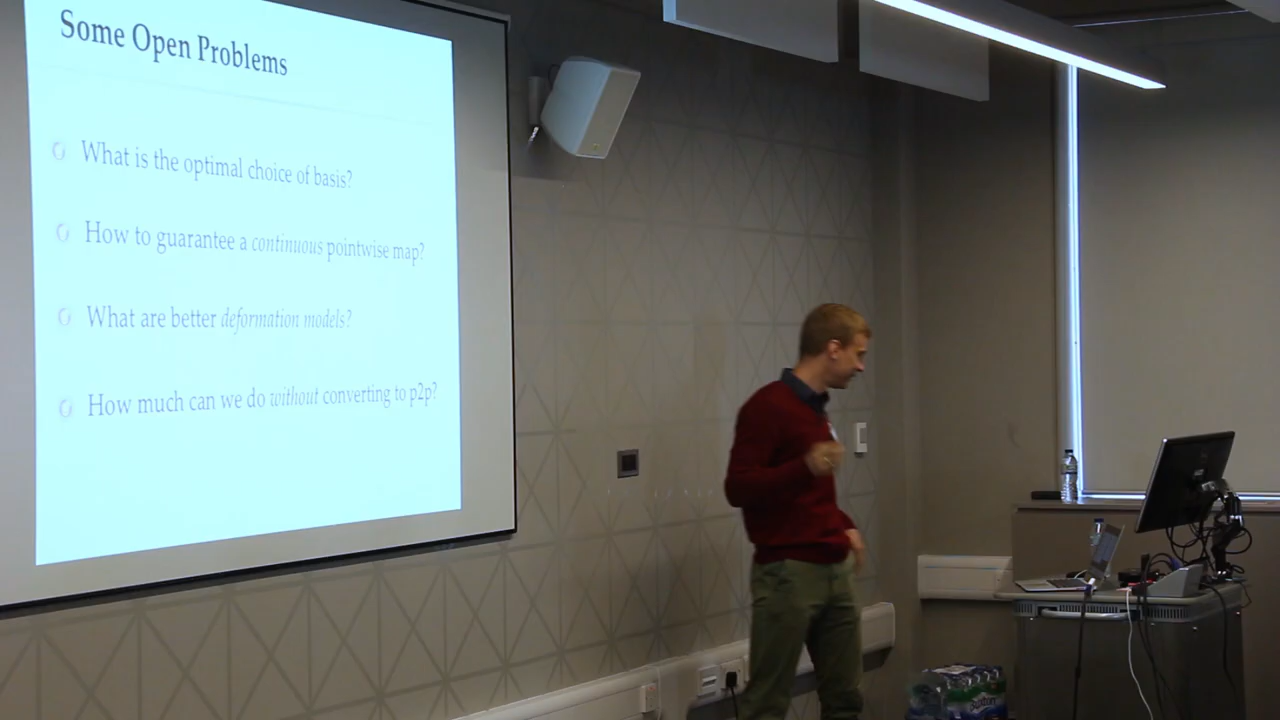 Some Open Problems
What is the optimal choice of basis?
How to guarantee a continuous pointwise map?
What are better deformation models?
How much can we do without converting to p2p?